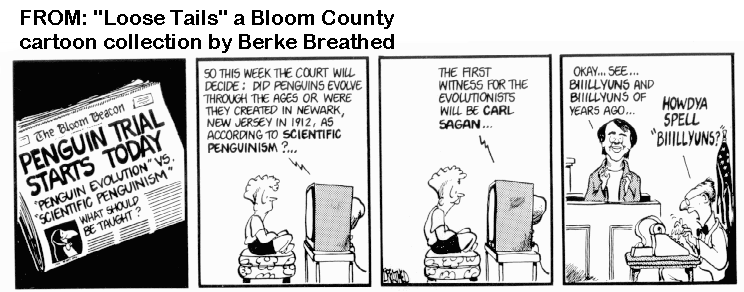 FROM: "Loose Tails" a Bloom County
cartoon collection by Berke Breathed
The Bloom Beacon
PENGUIN TRIAL
STARTS TODAY
"PENGUIN EVOLUTION" VS.
"SCIENTIFIC PENGUINISM"
WHAT SHOULD
BE TAUGHT?
SO THIS WEEK THE COURT WILL
DECIDE: DID PENGUINS EVOLVE
THROUGH THE AGES OR WERE
THEY CREATED IN NEWARK,
NEW JERSEY IN 1912, AS
ACCORDING TO SCIENTIFIC
PENGUINISM ?...
THE FIRST
WITNESS FOR THE
EVOLUTIONISTS
WILL BE CARL
SAGAN...
OKAY... SEE...
BIIILLYUNS AND
BIIILLYUNS OF
YEARS AGO...
HOWDYA
SPELL
"BIIILLYUNS?"